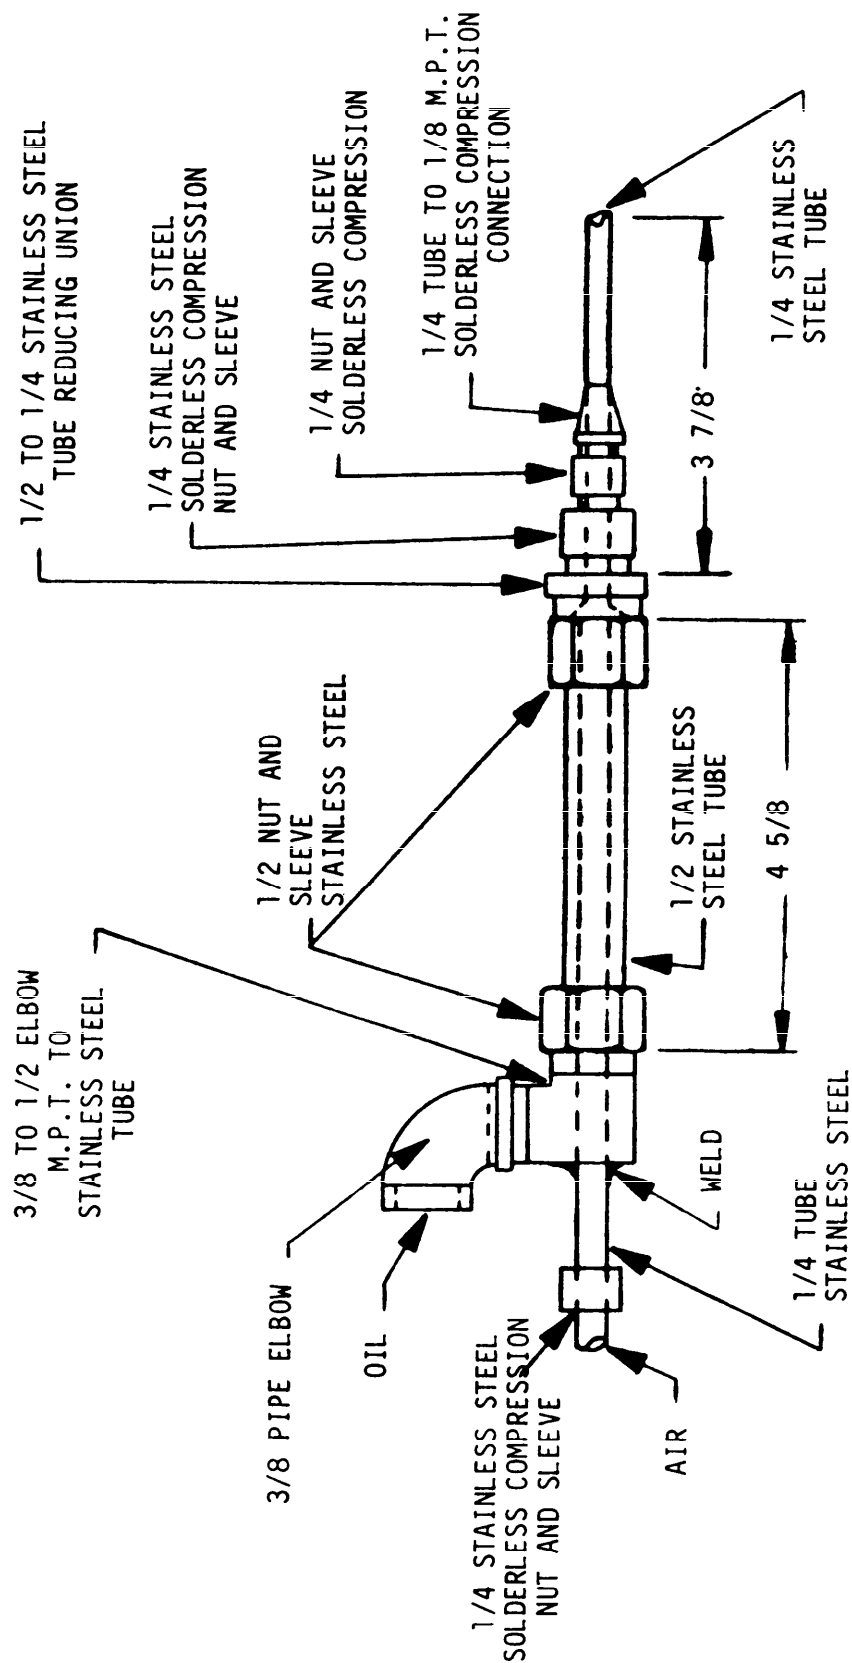 1/2 TO 1/4 STAINLESS STEEL
TUBE REDUCING UNION
1/4 STAINLESS STEEL
SOLDERLESS COMPRESSION
NUT AND SLEEVE
1/4 NUT AND SLEEVE
SOLDERLESS COMPRESSION
1/4 TUBE TO 1/8 M.P.T.
SOLDERLESS COMPRESSION
CONNECTION
1/4 STAINLESS
STEEL TUBE
3 7/8
1/2 NUT AND
SLEEVE
STAINLESS STEEL
1/2 STAINLESS
STEEL TUBE
4 5/8
3/8 TO 1/2 ELBOW
M.P.T. TO
STAINLESS STEEL
TUBE
3/8 PIPE ELBOW
OIL
WELD
1/4 TUBE
STAINLESS STEEL
1/4 STAINLESS STEEL
SOLDERLESS COMPRESSION
NUT AND SLEEVE
AIR